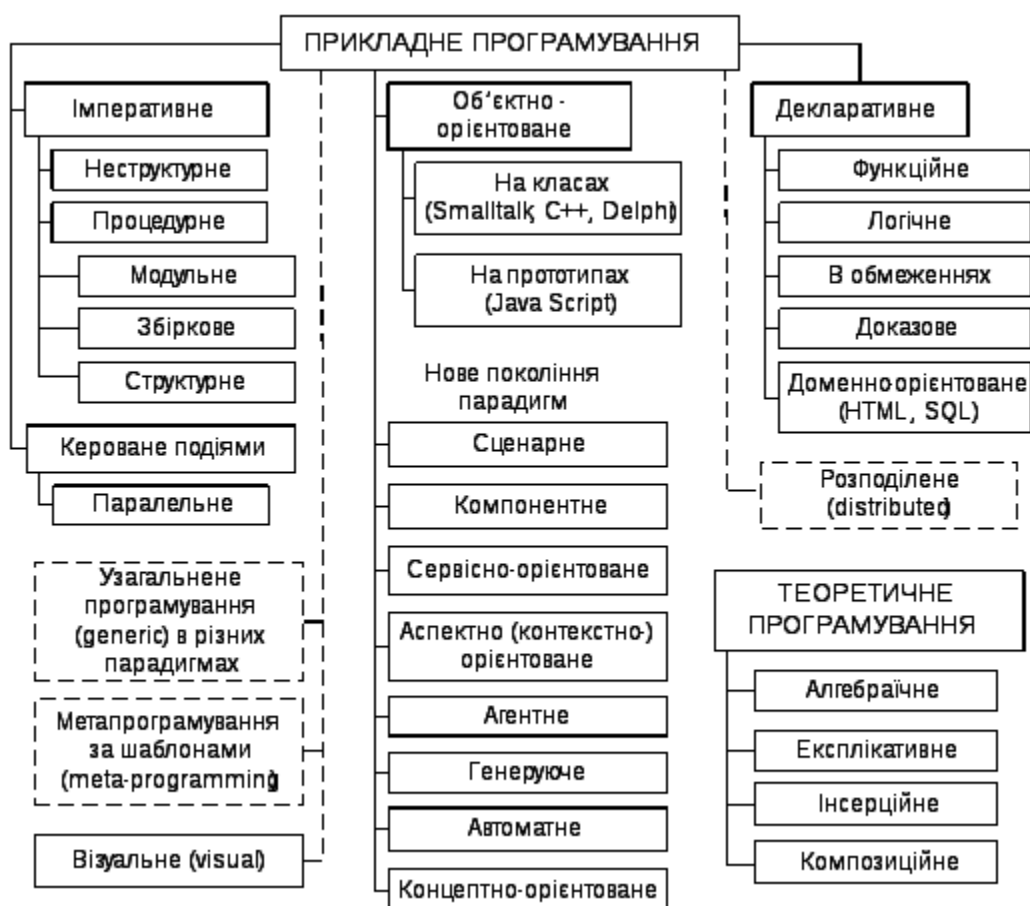 ПРИКЛАДНЕ ПРОГРАМУВАННЯ
Імперативне
Неструктурне
Процедурне
Модульне
Збіркове
Структурне
Кероване подіями
Паралельне
Узагальнене
програмування
(generic) в різних
парадигмах
Метапрограмування
за шаблонами
(meta-programming)
Візуальне (visual)
Об'єктно -
орієнтоване
На класах
(Smalltalk, C++, Delphi)
На прототипах
(Java Script)
Нове покоління
парадигм
Сценарне
Компонентне
Сервісно-орієнтоване
Аспектно (контекстно-)
орієнтоване
Агентне
Генеруюче
Автоматне
Концептно-орієнтоване
Декларативне
Функційне
Логічне
В обмеженнях
Доказове
Доменно-орієнтоване
(HTML, SQL)
Розподілене
(distributed)
ТЕОРЕТИЧНЕ
ПРОГРАМУВАННЯ
Алгебраїчне
Експлікативне
Інсерційне
Композиційне